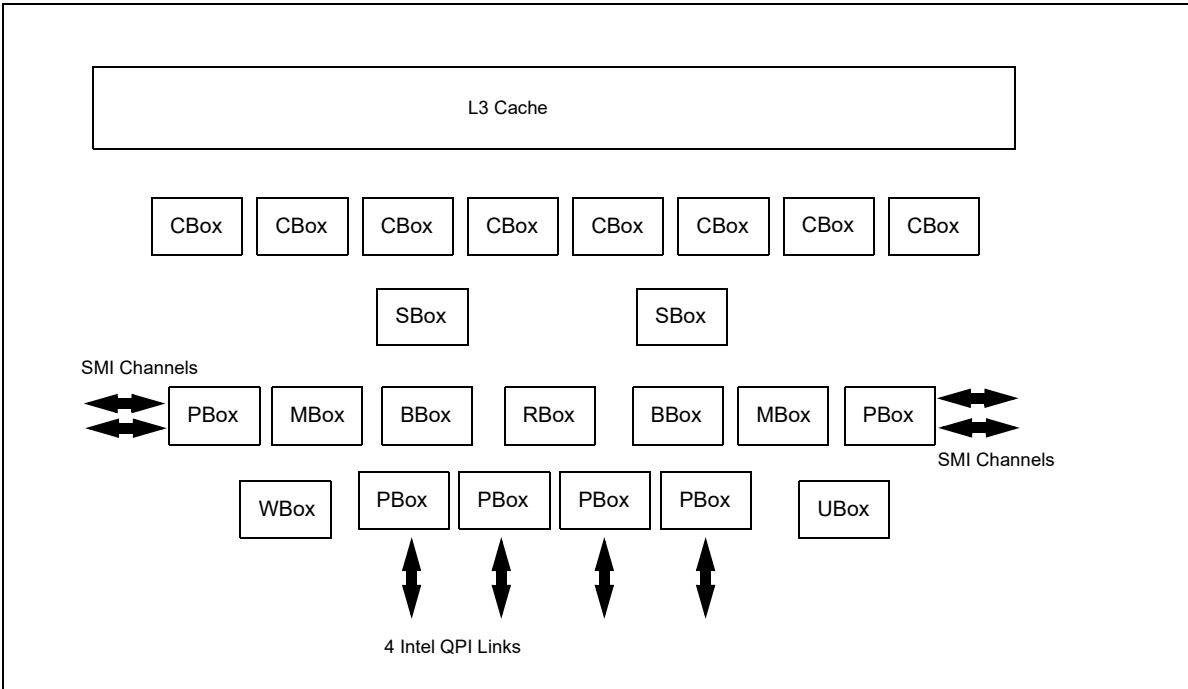 L3 Cache
CBox CBox CBox CBox CBox CBox CBox CBox
SBox SBox
SMI Channels
PBox MBox BBox RBox BBox MBox PBox
SMI Channels
WBox PBox PBox PBox PBox UBox
4 Intel QPI Links